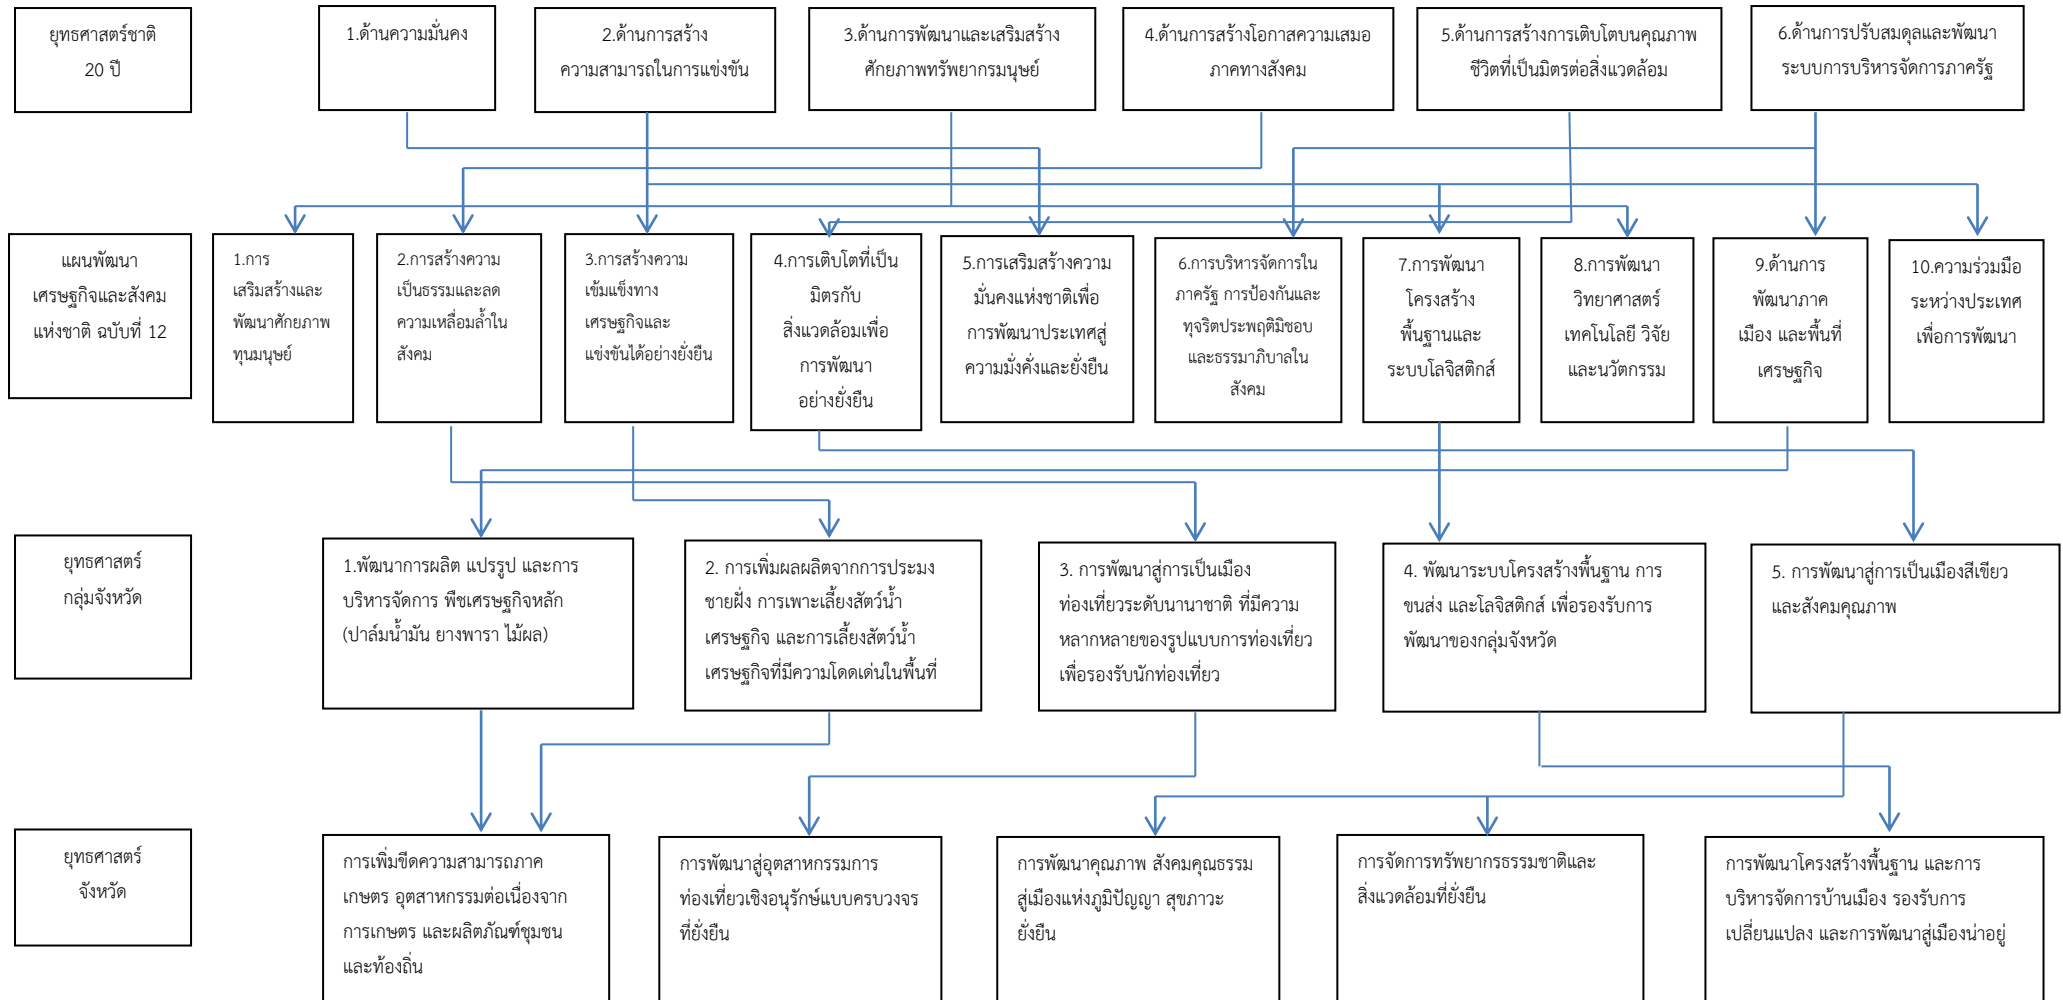 ยุทธศาสตร์ชาติ
20 ปี
1.ด้านความมั่นคง
2.ด้านการสร้าง
ความสามารถในการแข่งขัน
3.ด้านการพัฒนาและเสริมสร้าง
ศักยภาพทรัพยากรมนุษย์
4.ด้านการสร้างโอกาสความเสมอ
ภาคทางสังคม
5.ด้านการสร้างการเติบโตบนคุณภาพ
ชีวิตที่เป็นมิตรต่อสิ่งแวดล้อม
6.ด้านการปรับสมดุลและพัฒนา
ระบบการบริหารจัดการภาครัฐ
แผนพัฒนา
เศรษฐกิจและสังคม
แห่งชาติ ฉบับที่ 12
1.การ
เสริมสร้างและ
พัฒนาศักยภาพ
ทุนมนุษย์
2.การสร้างความ
เป็นธรรมและลด
ความเหลื่อมล้ำใน
สังคม
3.การสร้างความ
เข้มแข็งทาง
เศรษฐกิจและ
แข่งขันได้อย่างยั่งยืน
4.การเติบโตที่เป็น
มิตรกับ
สิ่งแวดล้อมเพื่อ
การพัฒนา
อย่างยั่งยืน
5.การเสริมสร้างความ
มั่นคงแห่งชาติเพื่อ
การพัฒนาประเทศสู่
ความมั่งคั่งและยั่งยืน
6.การบริหารจัดการใน
ภาครัฐ การป้องกันและ
ทุจริตประพฤติมิชอบ
และธรรมาภิบาลใน
สังคม
7.การพัฒนา
โครงสร้าง
พื้นฐานและ
ระบบโลจิสติกส์
8.การพัฒนา
วิทยาศาสตร์
เทคโนโลยี วิจัย
และนวัตกรรม
9.ด้านการ
พัฒนาภาค
เมือง และพื้นที่
เศรษฐกิจ
10.ความร่วมมือ
ระหว่างประเทศ
เพื่อการพัฒนา
ยุทธศาสตร์
กลุ่มจังหวัด
1.พัฒนาการผลิต แปรรูป และการ
บริหารจัดการ พืชเศรษฐกิจหลัก
(ปาล์มน้ำมัน ยางพารา ไม้ผล)
2. การเพิ่มผลผลิตจากการประมง
ชายฝั่ง การเพาะเลี้ยงสัตว์น้ำ
เศรษฐกิจ และการเลี้ยงสัตว์น้ำ
เศรษฐกิจที่มีความโดดเด่นในพื้นที่
3. การพัฒนาสู่การเป็นเมือง
ท่องเที่ยวระดับนานาชาติ ที่มีความ
หลากหลายของรูปแบบการท่องเที่ยว
เพื่อรองรับนักท่องเที่ยว
4. พัฒนาระบบโครงสร้างพื้นฐาน การ
ขนส่ง และโลจิสติกส์ เพื่อรองรับการ
พัฒนาของกลุ่มจังหวัด
5. การพัฒนาสู่การเป็นเมืองสีเขียว
และสังคมคุณภาพ
ยุทธศาสตร์
จังหวัด
การเพิ่มขีดความสามารถภาค
เกษตร อุตสาหกรรมต่อเนื่องจาก
การเกษตร และผลิตภัณฑ์ชุมชน
และท้องถิ่น
การพัฒนาสู่อุตสาหกรรมการ
ท่องเที่ยวเชิงอนุรักษ์แบบครบวงจร
ที่ยั่งยืน
การพัฒนาคุณภาพ สังคมคุณธรรม
สู่เมืองแห่งภูมิปัญญา สุขภาวะ
ยั่งยืน
การจัดการทรัพยากรธรรมชาติและ
สิ่งแวดล้อมที่ยั่งยืน
การพัฒนาโครงสร้างพื้นฐาน และการ
บริหารจัดการบ้านเมือง รองรับการ
เปลี่ยนแปลง และการพัฒนาสู่เมืองน่าอยู่